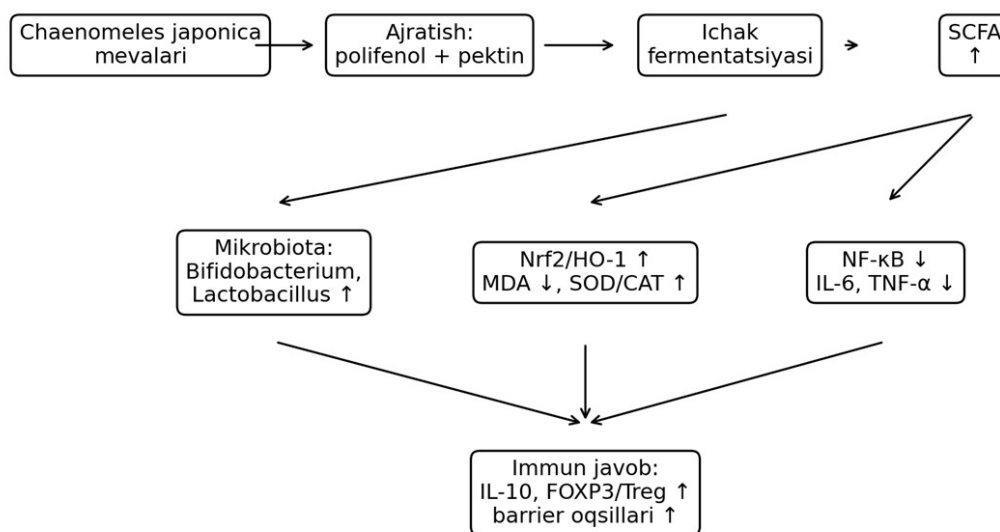 Chaenomeles japonica
mevalari
Ajratish:
polifenol + pektin
Ichak
fermentatsiyasi
SCFA
↑
Mikrobiota:
Bifidobacterium,
Lactobacillus ↑
Nrf2/HO-1 ↑
MDA ↓, SOD/CAT ↑
NF-κB ↓
IL-6, TNF-α ↓
Immun javob:
IL-10, FOXP3/Treg ↑
barrier oqsillari ↑